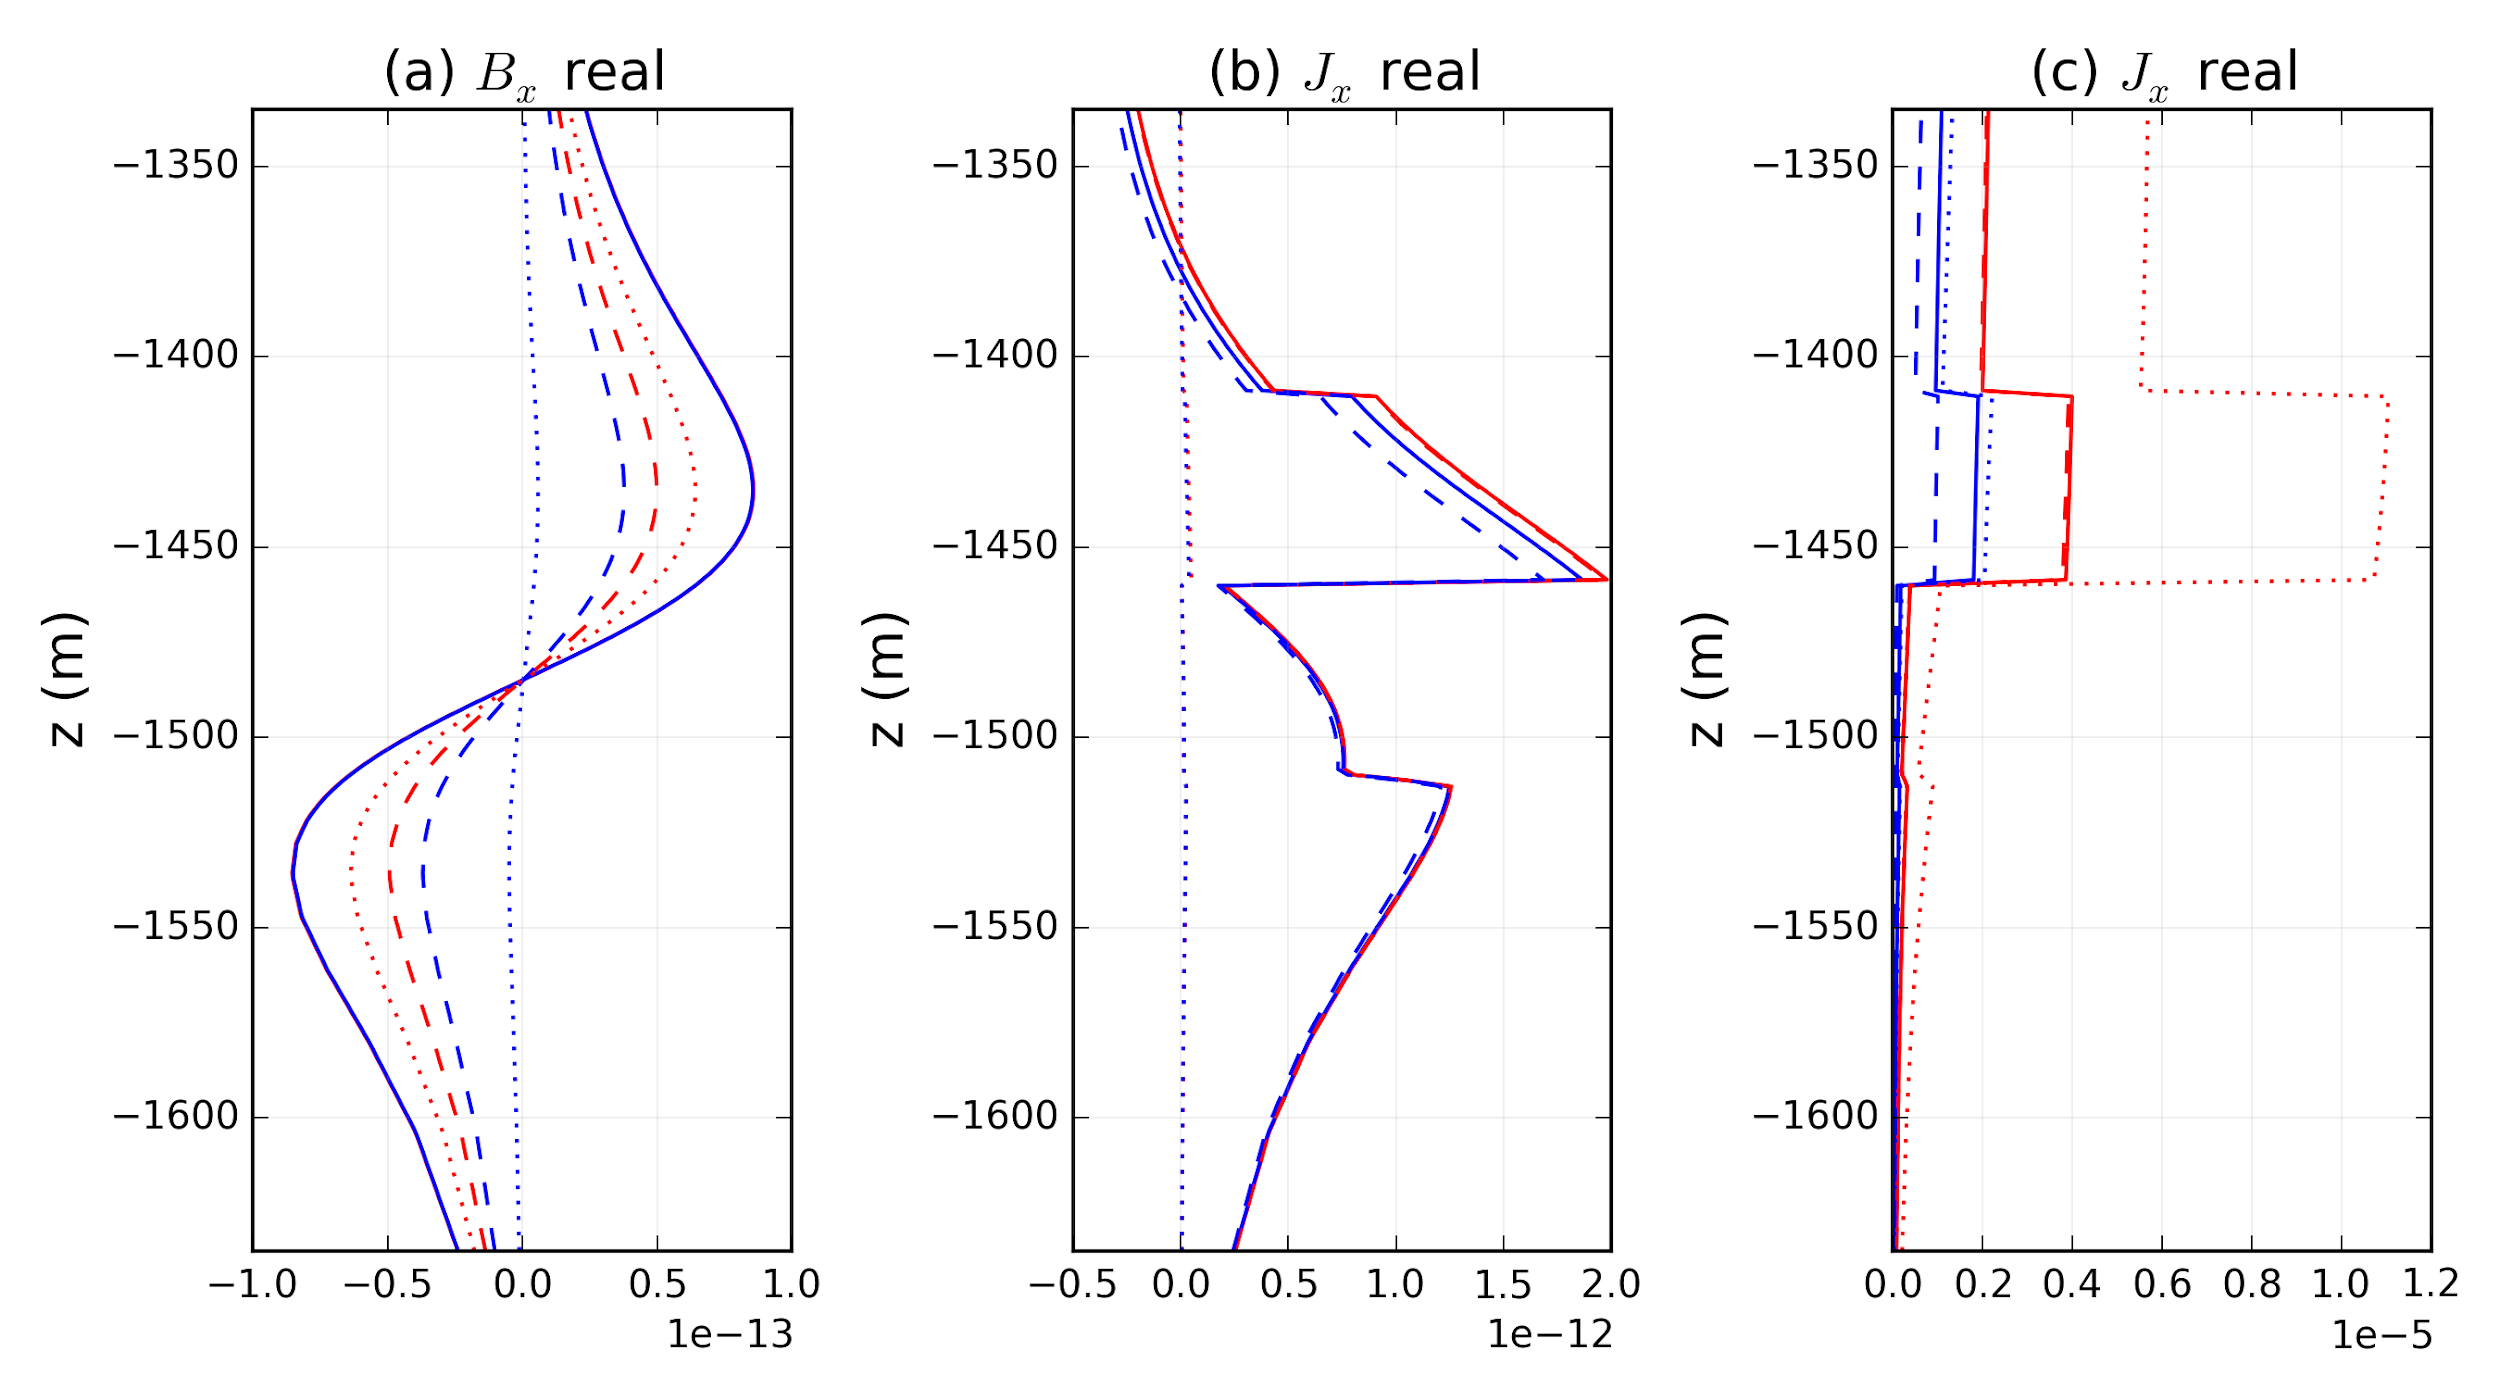 (a) Bx real
−1350
−1400
−1450
−1500
−1550
−1600
z (m)
−1.0 −0.5 0.0 0.5 1.0
1e−13
(b) Jx real
−1350
−1400
−1450
−1500
−1550
−1600
z (m)
−0.5 0.0 0.5 1.0 1.5 2.0
1e−12
(c) Jx real
−1350
−1400
−1450
−1500
−1550
−1600
z (m)
0.0 0.2 0.4 0.6 0.8 1.0 1.2
1e−5